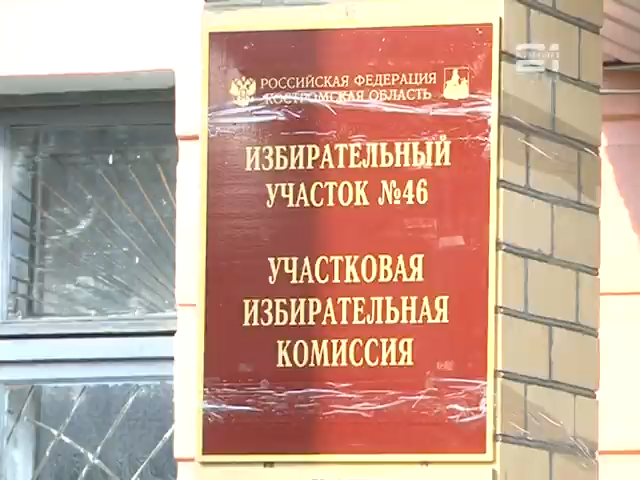 РОССИЙСКАЯ ФЕДЕРАЦИЯ
КОСТРОМСКАЯ ОБЛАСТЬ
ИЗБИРАТЕЛЬНЫЙ
УЧАСТОК №46
УЧАСТКОВАЯ
ИЗБИРАТЕЛЬНАЯ
КОМИССИЯ